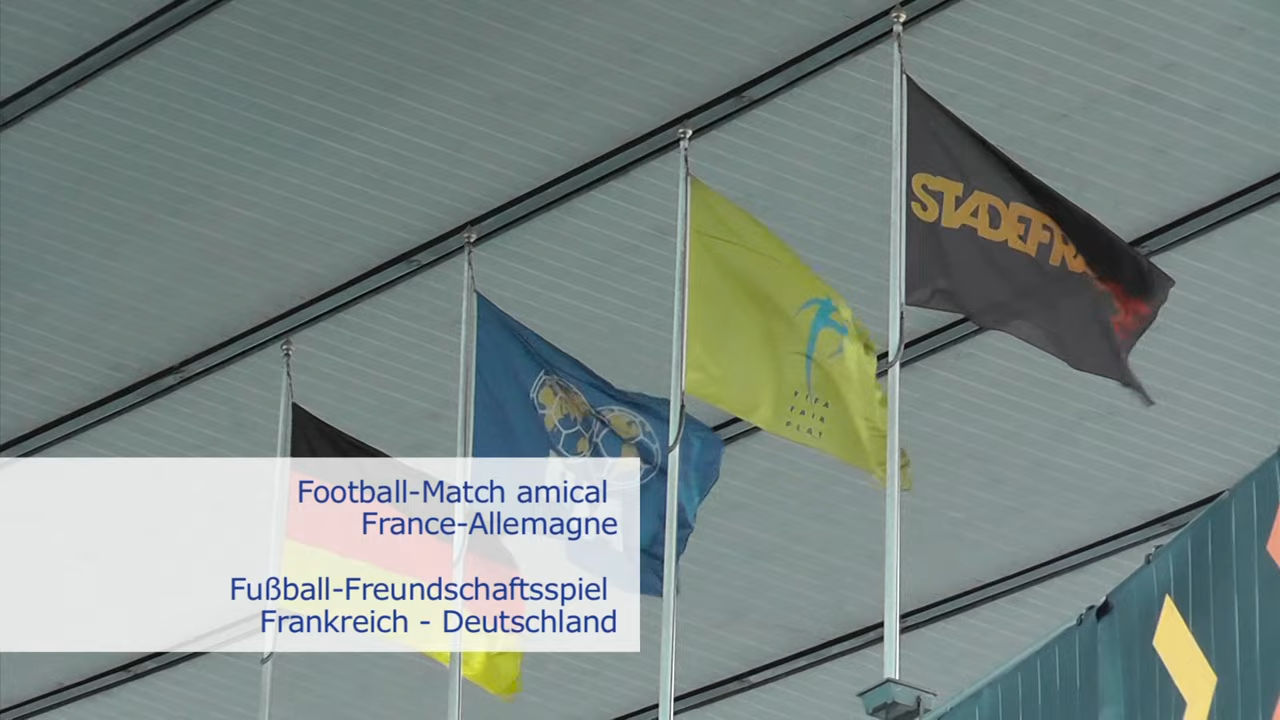 STADEFRA
FIFA
FAIR
PLAY
Football-Match amical
France-Allemagne
Fußball-Freundschaftsspiel
Frankreich - Deutschland